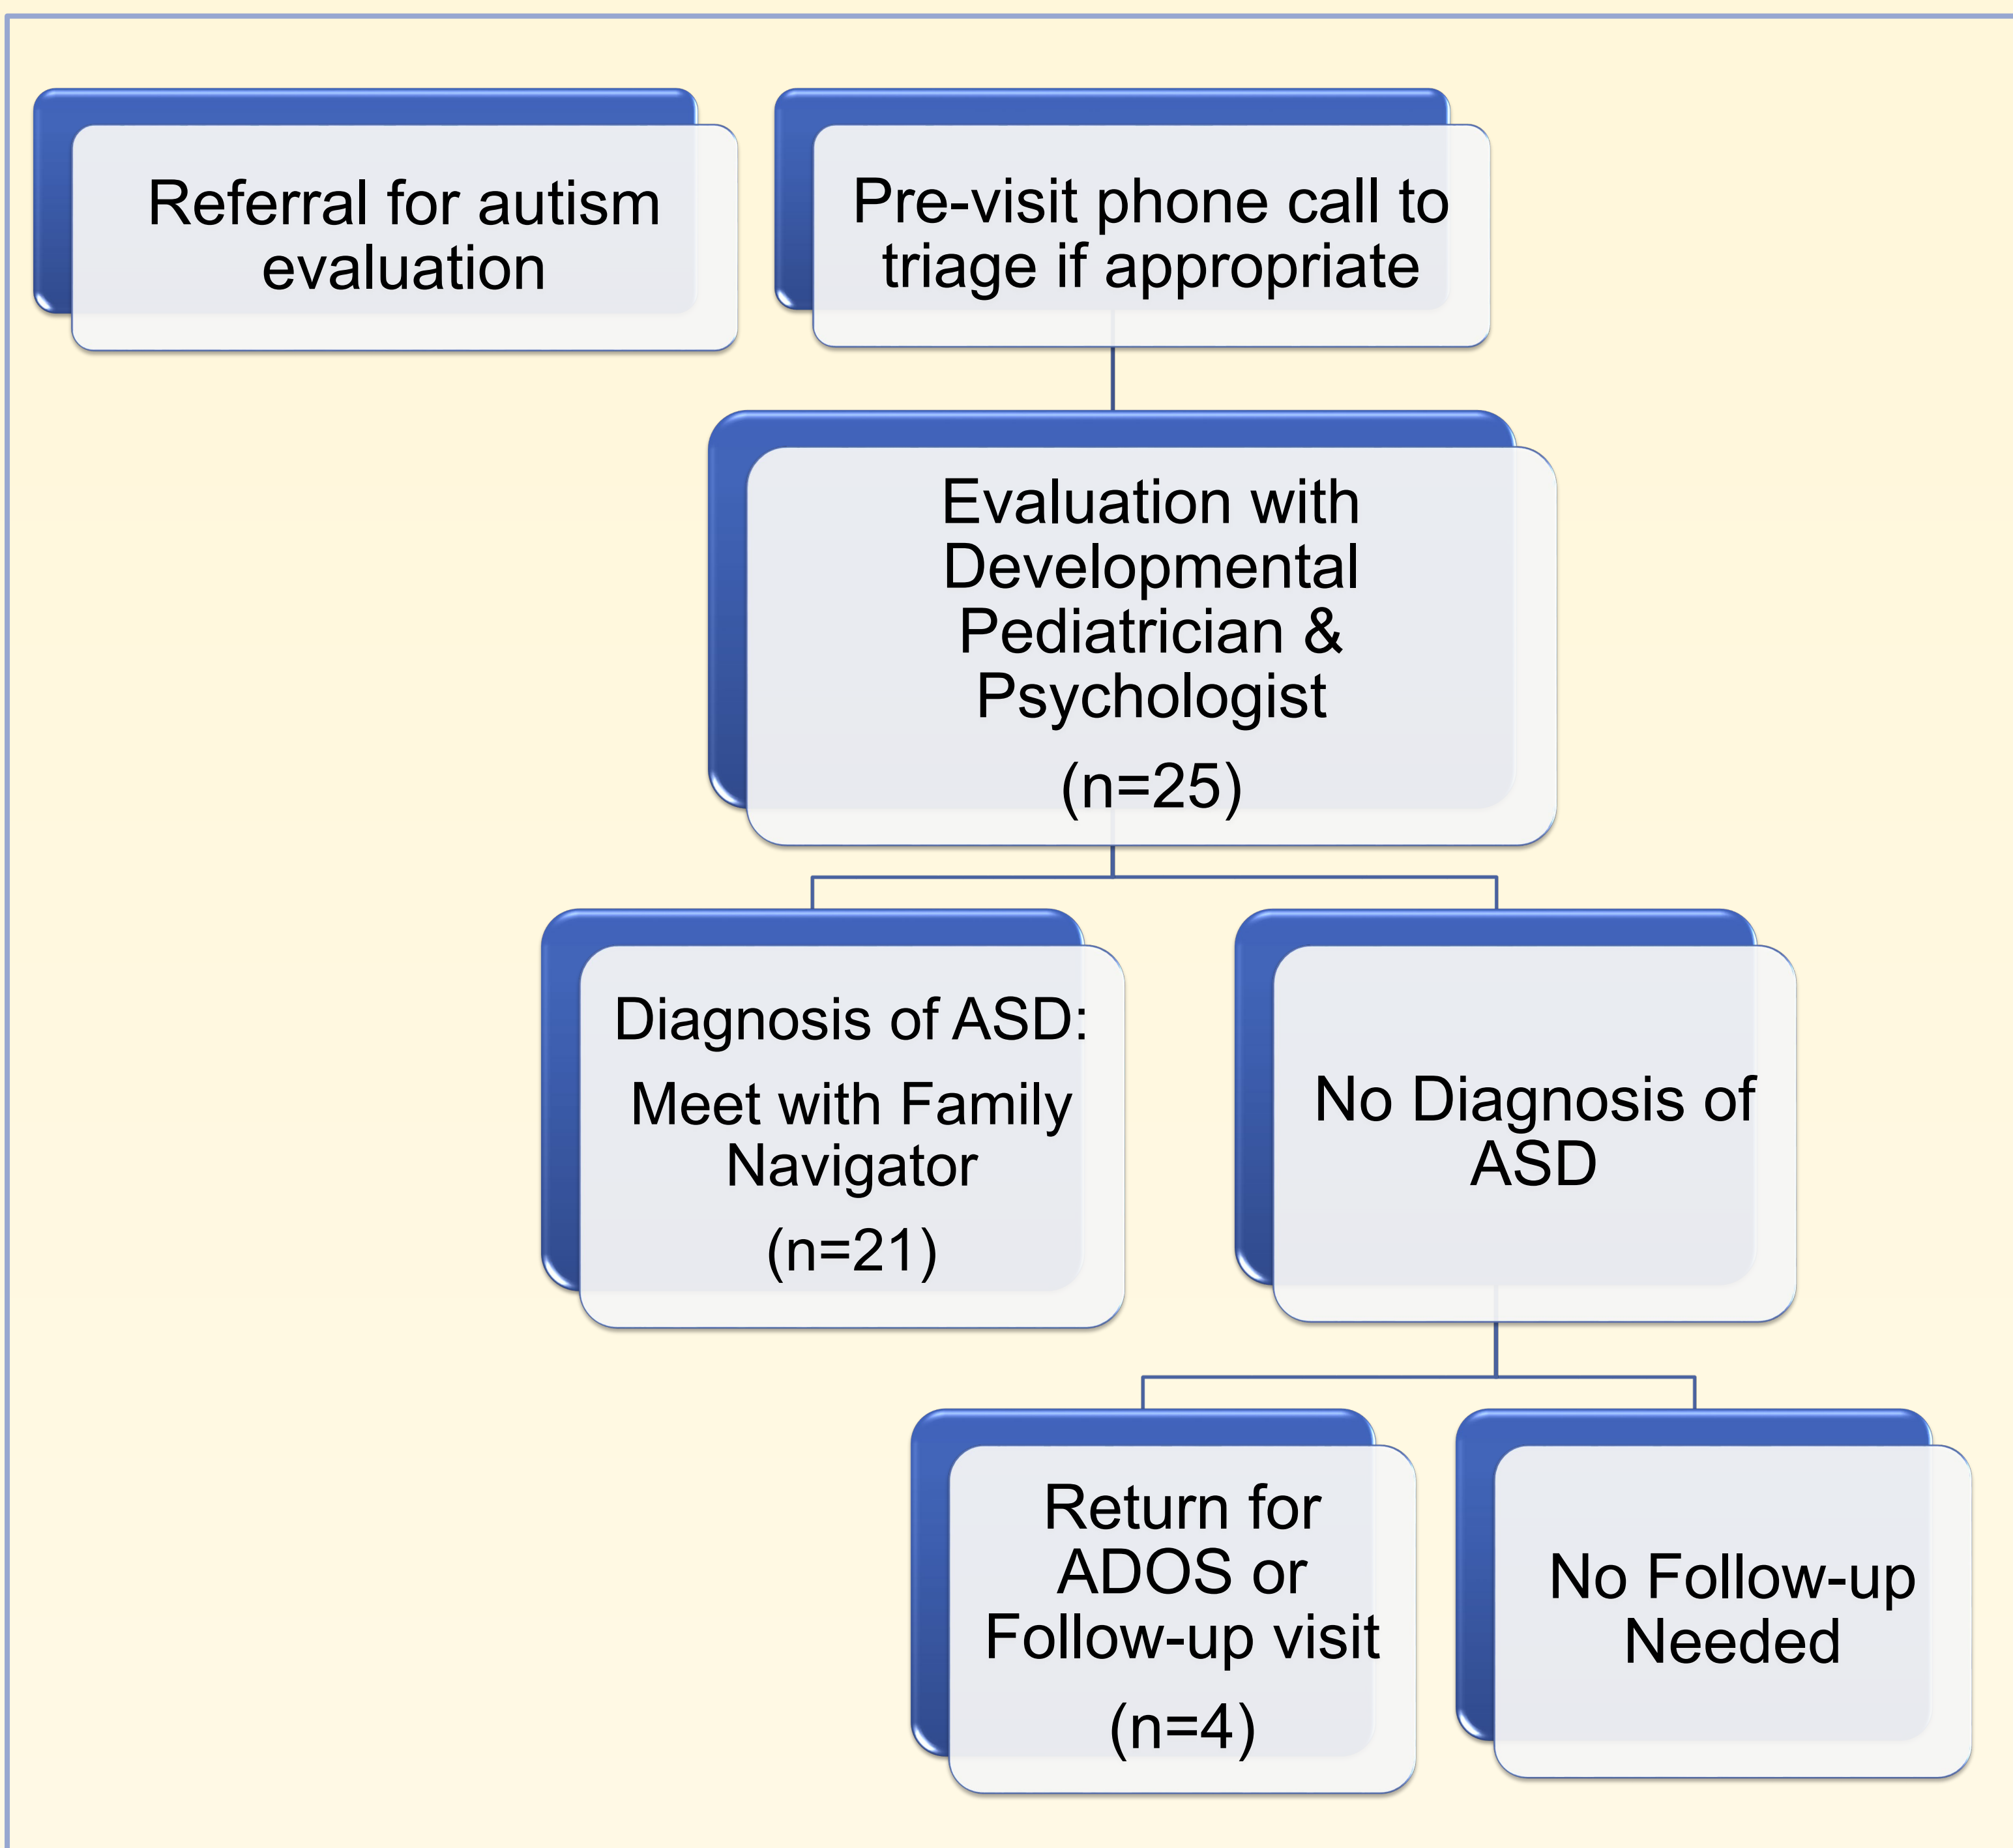 Referral for autism
evaluation
Pre-visit phone call to
triage if appropriate
Evaluation with
Developmental
Pediatrician &
Psychologist
(n=25)
Diagnosis of ASD:
Meet with Family
Navigator
(n=21)
No Diagnosis of
ASD
Return for
ADOS or
Follow-up visit
(n=4)
No Follow-up
Needed